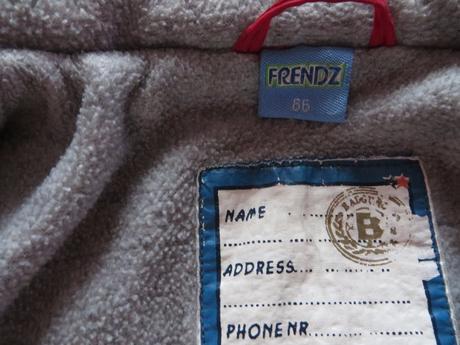 FRENDZ
86
NAME
B
ADDRESS
PHONE NR.